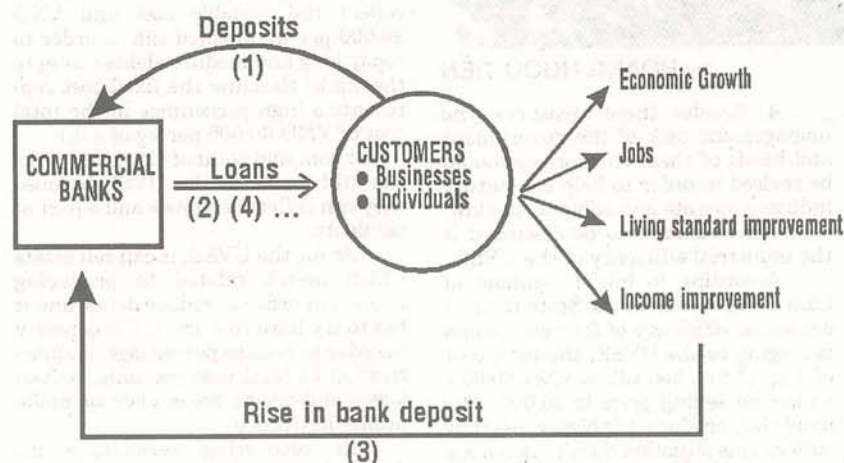 Deposits
(1)
COMMERCIAL
BANKS
Loans
(2) (4) ...
CUSTOMERS
● Businesses
● Individuals
Economic Growth
Jobs
Living standard improvement
Income improvement
Rise in bank deposit
(3)